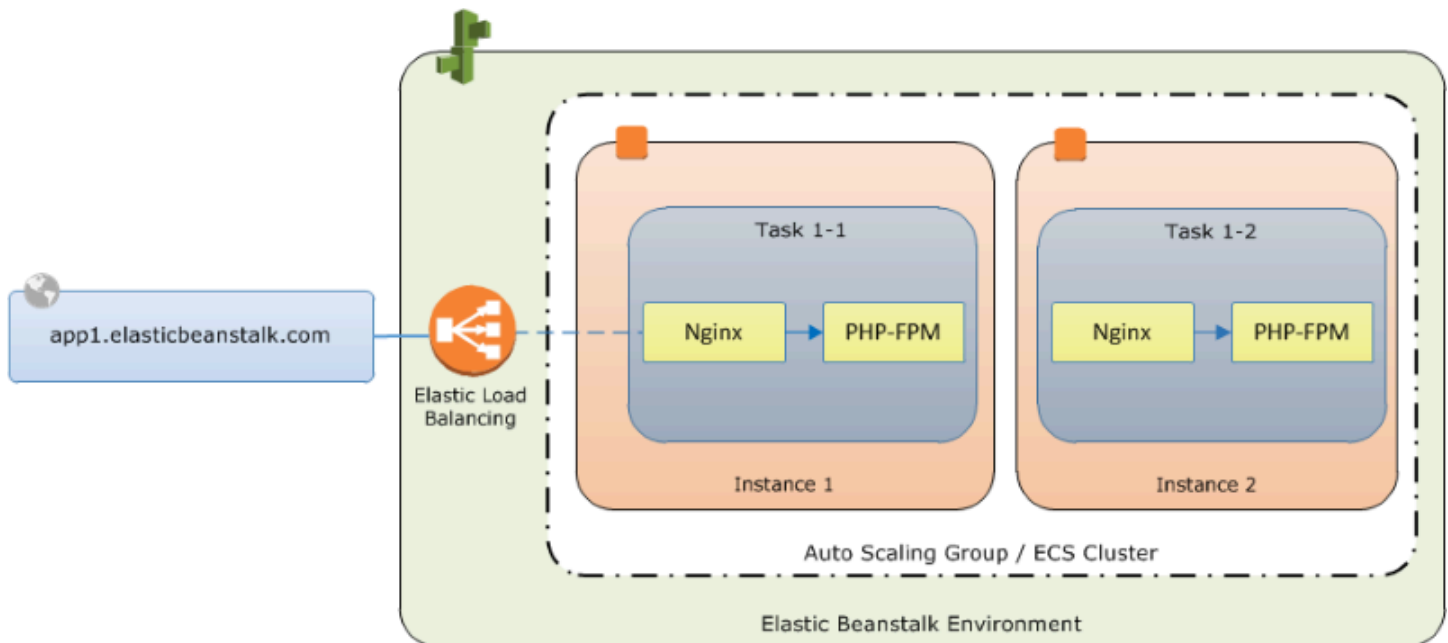 app1.elasticbeanstalk.com
Elastic Load
Balancing
Task 1-1
Nginx
PHP-FPM
Instance 1
Task 1-2
Nginx
PHP-FPM
Instance 2
Auto Scaling Group / ECS Cluster
Elastic Beanstalk Environment